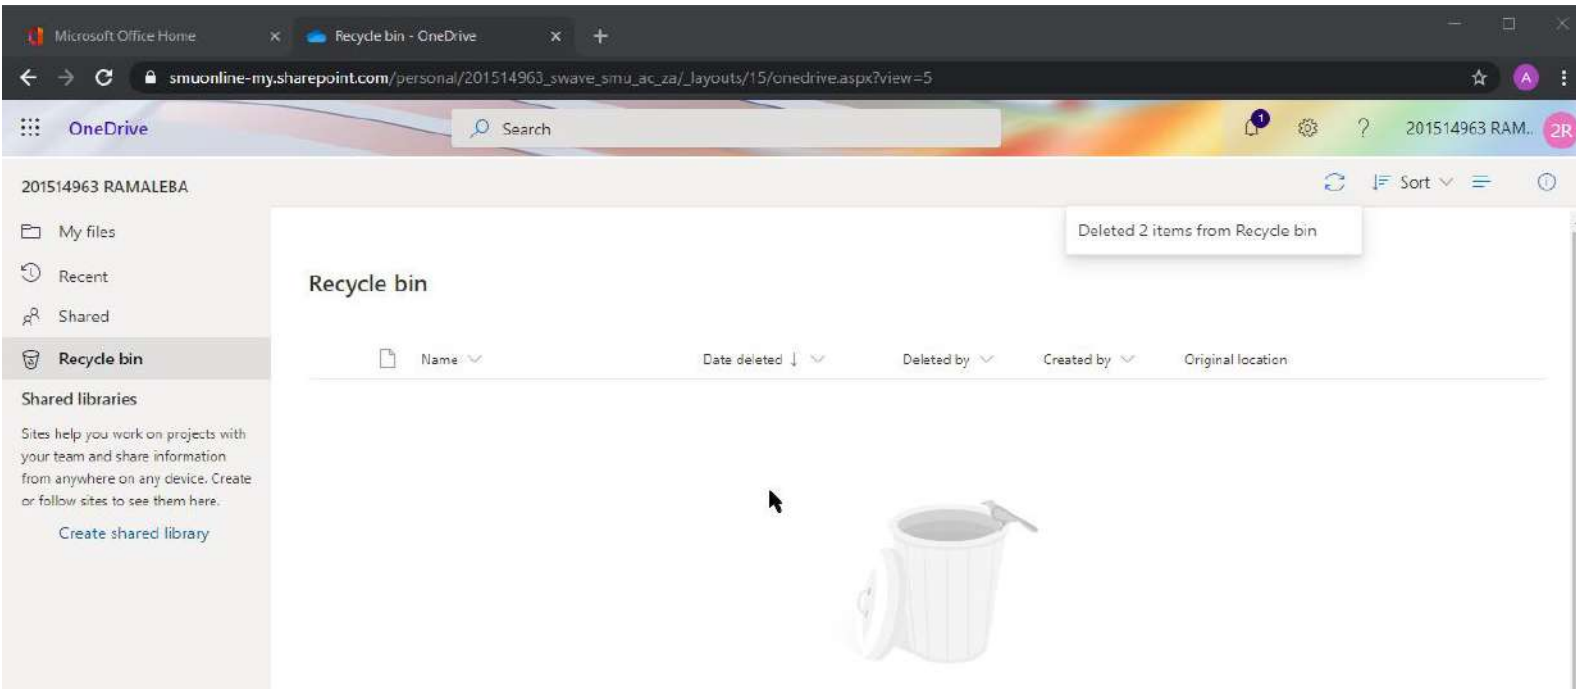 Microsoft Office Home
Recycle bin - OneDrive
smuonline-my.sharepoint.com/personal/201514963_swave_smu_ac_za/_layouts/15/onedrive.aspx?view=5
A
OneDrive
Search
1
?
201514963 RAM..
2R
201514963 RAMALEBA
Sort
My files
Deleted 2 items from Recycle bin
Recent
Recycle bin
Shared
Recycle bin
Name
Date deleted
Deleted by
Created by
Original location
Shared libraries
Sites help you work on projects with
your team and share information
from anywhere on any device. Create
or follow sites to see them here.
Create shared library